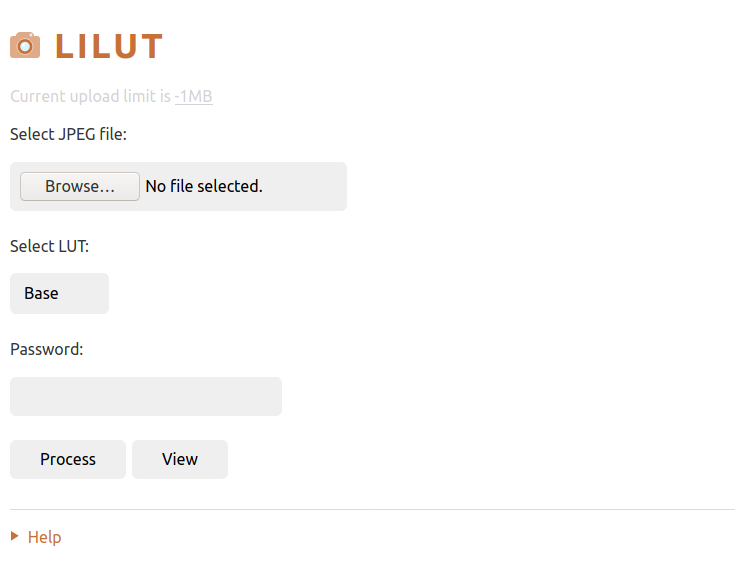 LILUT
Current upload limit is -1MB
Select JPEG file:
Browse... No file selected.
Select LUT:
Base
Password:
Process View
Help